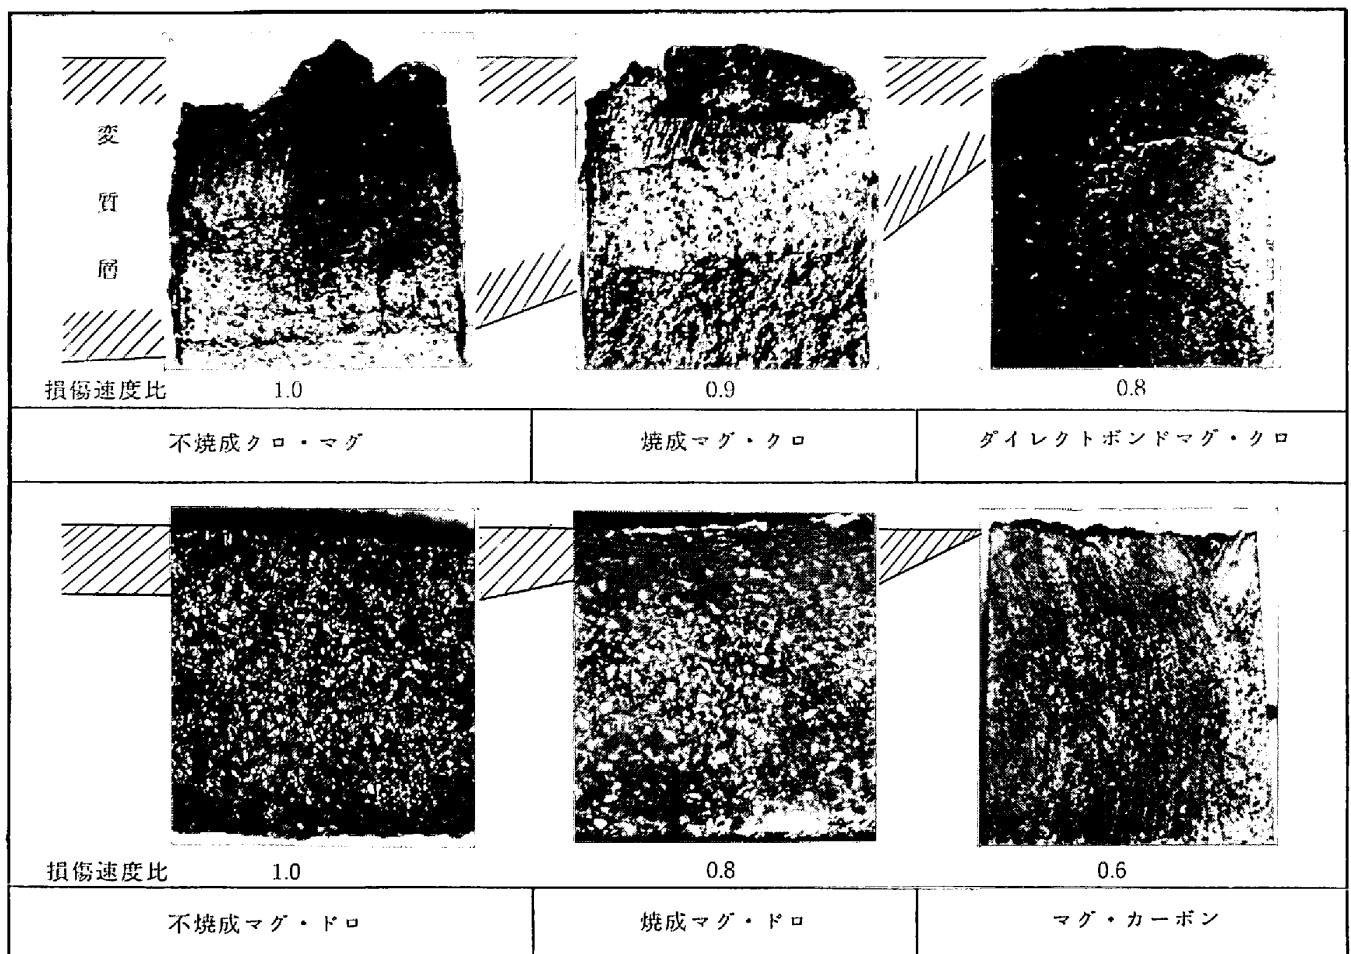 変
質
層
損傷速度比 1.0 0.9 0.8
不焼成クロ・マグ 焼成マグ・クロ ダイレクトボンドマグ・クロ
損傷速度比 1.0 0.8 0.6
不焼成マグ・ドロ 焼成マグ・ドロ マグ・カーボン